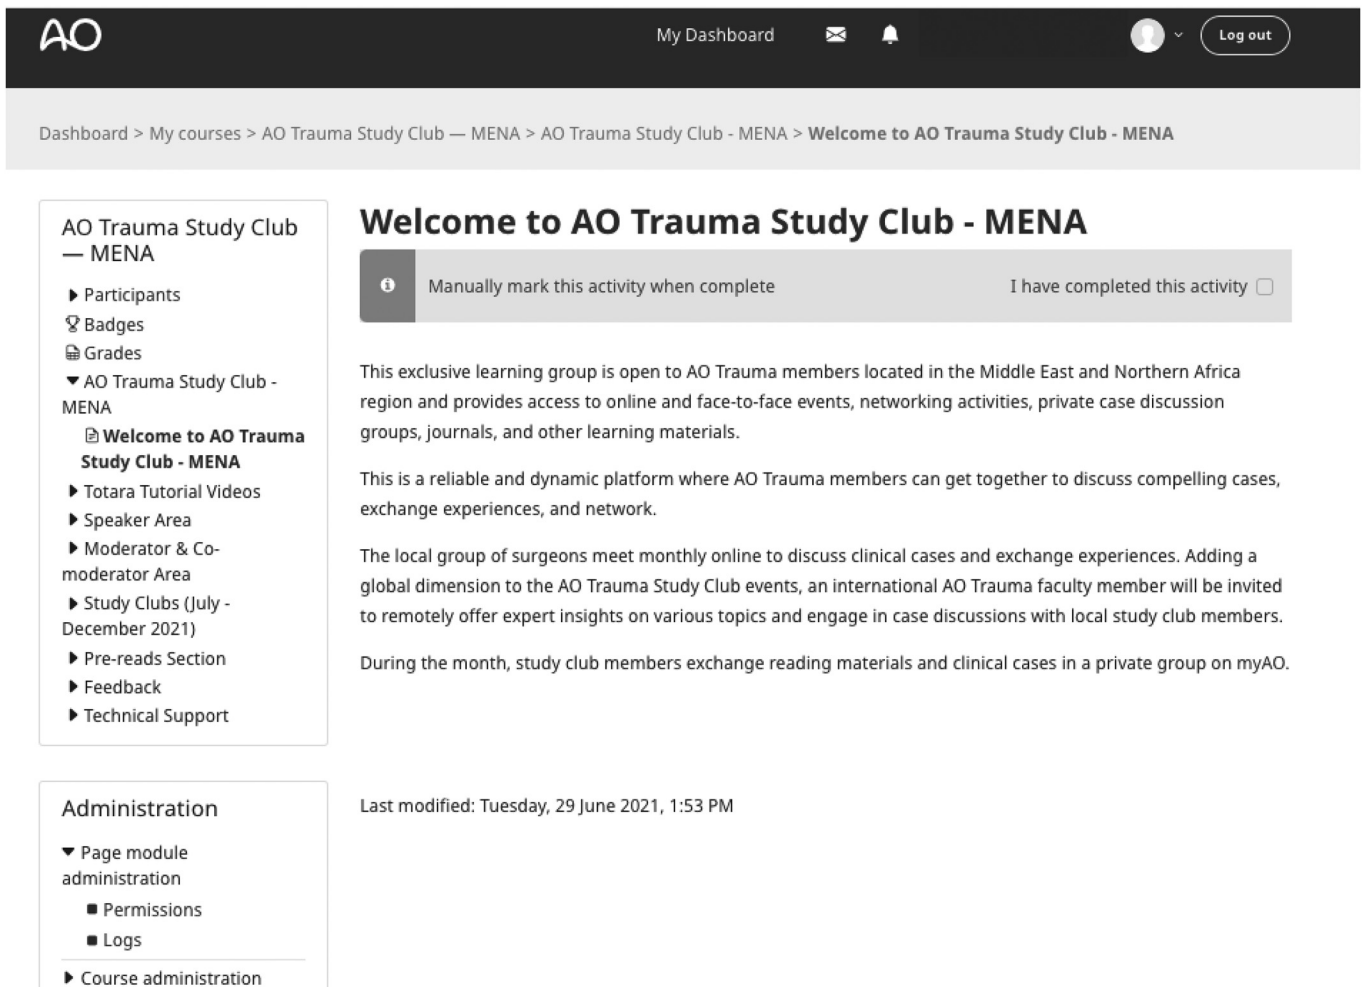 AO
My Dashboard
Log out
Dashboard > My courses > AO Trauma Study Club — MENA > AO Trauma Study Club - MENA > Welcome to AO Trauma Study Club - MENA
AO Trauma Study Club
— MENA
Participants
Badges
Grades
AO Trauma Study Club -
MENA
Welcome to AO Trauma
Study Club - MENA
Totara Tutorial Videos
Speaker Area
Moderator & Co-
moderator Area
Study Clubs (July -
December 2021)
Pre-reads Section
Feedback
Technical Support
Administration
Page module
administration
Permissions
Logs
Course administration
Welcome to AO Trauma Study Club - MENA
Manually mark this activity when complete
I have completed this activity
This exclusive learning group is open to AO Trauma members located in the Middle East and Northern Africa
region and provides access to online and face-to-face events, networking activities, private case discussion
groups, journals, and other learning materials.
This is a reliable and dynamic platform where AO Trauma members can get together to discuss compelling cases,
exchange experiences, and network.
The local group of surgeons meet monthly online to discuss clinical cases and exchange experiences. Adding a
global dimension to the AO Trauma Study Club events, an international AO Trauma faculty member will be invited
to remotely offer expert insights on various topics and engage in case discussions with local study club members.
During the month, study club members exchange reading materials and clinical cases in a private group on myAO.
Last modified: Tuesday, 29 June 2021, 1:53 PM